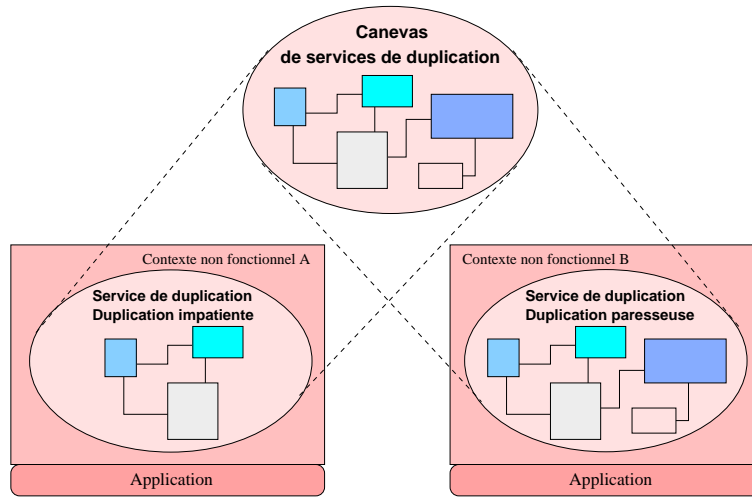 Canevas
de services de duplication
Contexte non fonctionnel A
Service de duplication
Duplication impatiente
Application
Contexte non fonctionnel B
Service de duplication
Duplication paresseuse
Application